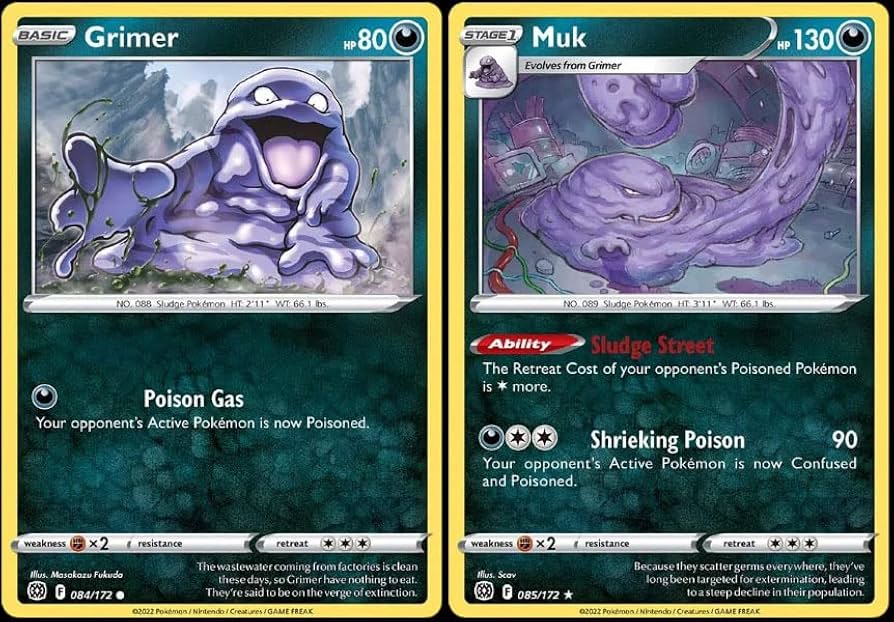 BASIC Grimer HP 80
NO. 088 Sludge Pokémon HT: 2'11" WT: 66.1 lbs.
Poison Gas
Your opponent's Active Pokémon is now Poisoned.
weakness ×2 resistance retreat
Illus. Masakazu Fukuda
The wastewater coming from factories is clean
these days, so Grimer have nothing to eat.
They're said to be on the verge of extinction.
F 084/172
©2022 Pokémon / Nintendo / Creatures / GAME FREAK
STAGE 1 Muk HP 130
Evolves from Grimer
NO. 089 Sludge Pokémon HT: 3'11" WT: 66.1 lbs.
Ability Sludge Street
The Retreat Cost of your opponent's Poisoned Pokémon
is more.
Shrieking Poison 90
Your opponent's Active Pokémon is now Confused
and Poisoned.
weakness ×2 resistance retreat
Illus. Scav
Because they scatter germs everywhere, they've
long been targeted for extermination, leading
to a steep decline in their population.
F 085/172 ★
©2022 Pokémon / Nintendo / Creatures / GAME FREAK